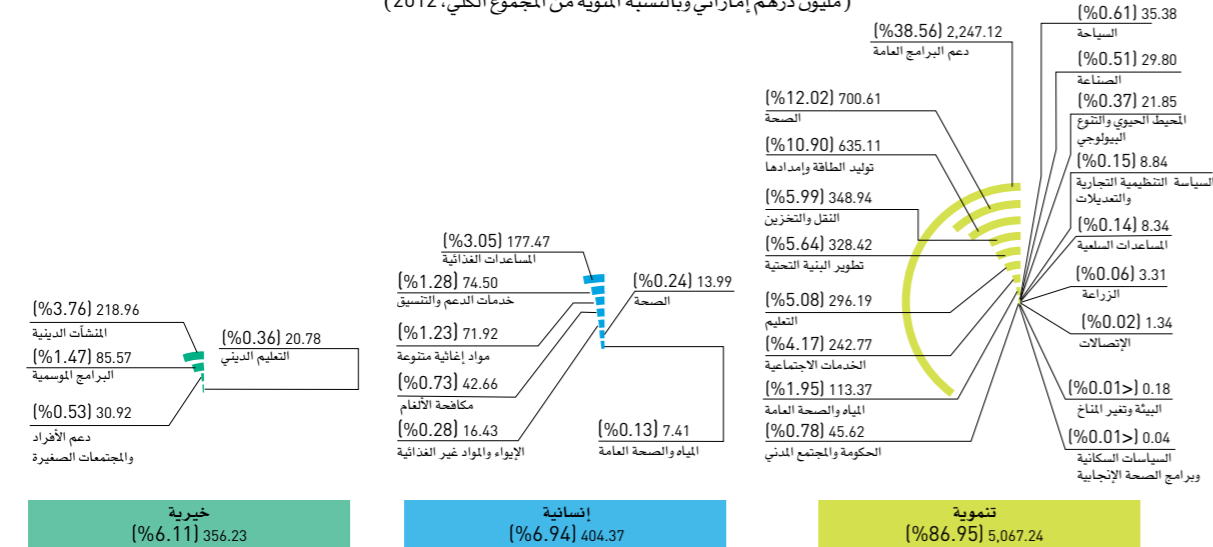 (مليون درهم إماراتي وبالنسبة المئوية من المجموع الكلي، 2012)
(%0.61) 35.38
السياحة
(%0.51) 29.80
الصناعة
(%0.37) 21.85
المحيط الحيوي والتنوع
البيولوجي
(%0.15) 8.84
السياسة التنظيمية التجارية
والتعديلات
(%0.14) 8.34
المساعدات السلعية
(%0.06) 3.31
الزراعة
(%0.02) 1.34
الإتصالات
(%0.01>) 0.18
البيئة وتغير المناخ
(%0.01>) 0.04
السياسات السكانية
وبرامج الصحة الإنجابية
(%38.56) 2,247.12
دعم البرامج العامة
(%12.02) 700.61
الصحة
(%10.90) 635.11
توليد الطاقة وإمدادها
(%5.99) 348.94
النقل والتخزين
(%5.64) 328.42
تطوير البنية التحتية
(%5.08) 296.19
التعليم
(%4.17) 242.77
الخدمات الاجتماعية
(%1.95) 113.37
المياه والصحة العامة
(%0.78) 45.62
الحكومة والمجتمع المدني
تنموية
(%86.95) 5,067.24
(%0.24) 13.99
الصحة
(%0.13) 7.41
المياه والصحة العامة
(%3.05) 177.47
المساعدات الغذائية
(%1.28) 74.50
خدمات الدعم والتنسيق
(%1.23) 71.92
مواد إغاثية متنوعة
(%0.73) 42.66
مكافحة الألغام
(%0.28) 16.43
الإيواء والمواد غير الغذائية
إنسانية
(%6.94) 404.37
(%0.36) 20.78
التعليم الديني
(%3.76) 218.96
المنشآت الدينية
(%1.47) 85.57
البرامج الموسمية
(%0.53) 30.92
دعم الأفراد
والمجتمعات الصغيرة
خيرية
(%6.11) 356.23